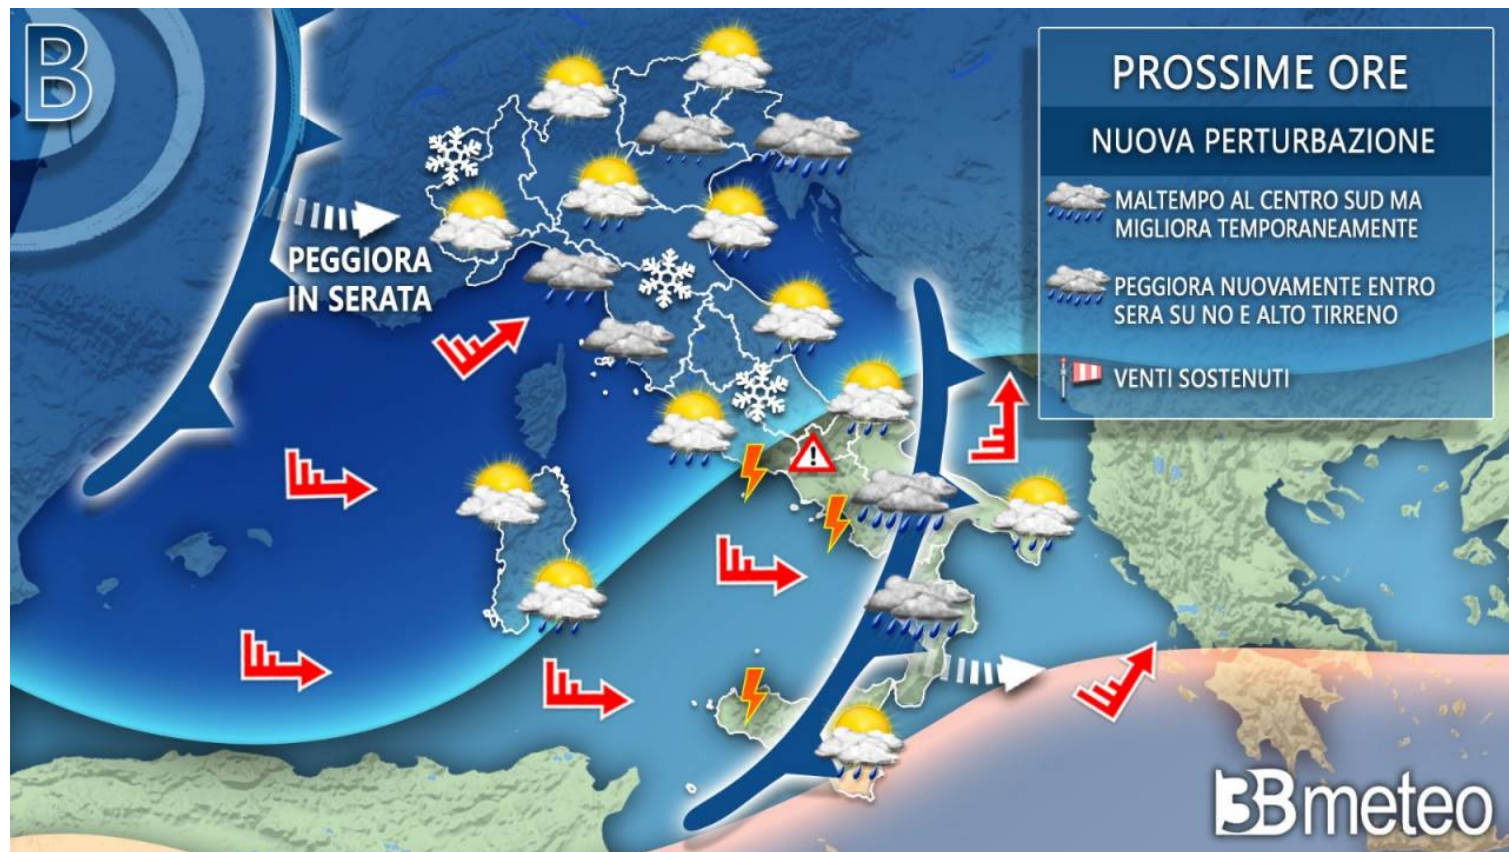 B
PROSSIME ORE
NUOVA PERTURBAZIONE
MALTEMPO AL CENTRO SUD MA
MIGLIORA TEMPORANEAMENTE
PEGGIORA NUOVAMENTE ENTRO
SERA SU NO E ALTO TIRRENO
VENTI SOSTENUTI
PEGGIORA
IN SERATA
!
3Bmeteo